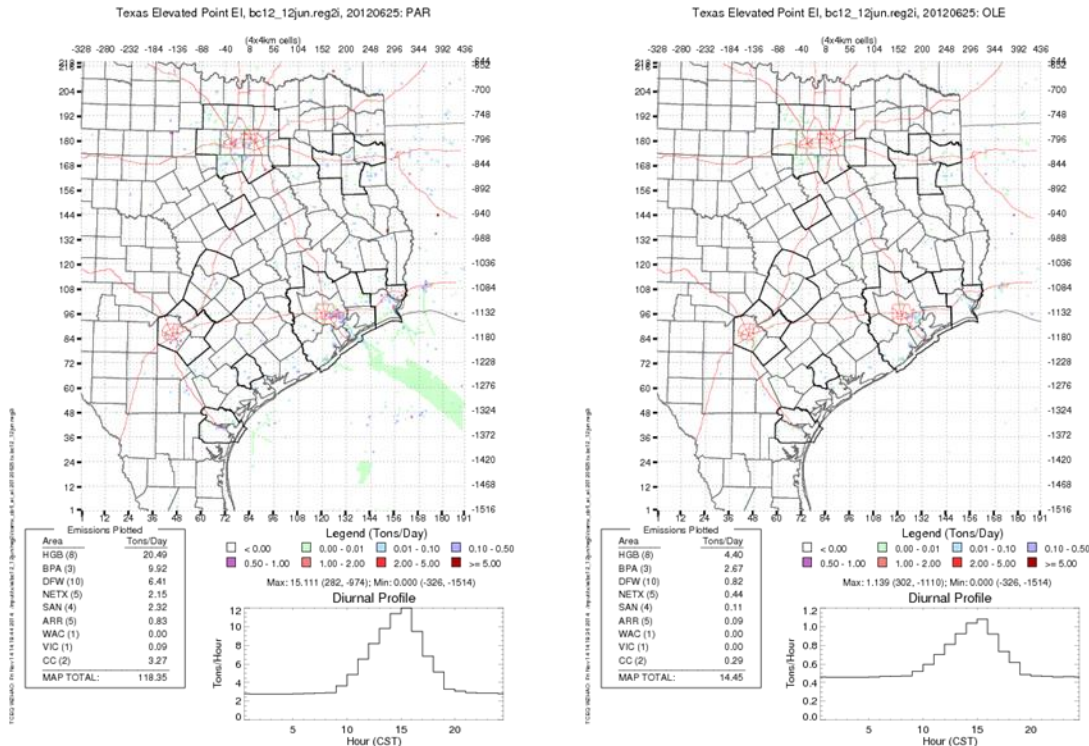 Texas Elevated Point EI, bc12_12jun.reg2i, 20120625: PAR
(4x4km cells)
-328 -280 -232 -184 -136 -88 -40 8 56 104 152 200 248 296 342 390 436
216
204
192
180
168
156
144
132
120
108
96
84
72
60
48
36
24
12
1
-652
-700
-748
-796
-844
-892
-940
-988
-1036
-1084
-1132
-1180
-1228
-1276
-1324
-1372
-1420
-1468
-1516
1 12 24 36 48 60 72 84 96 108 120 132 144 156 168 180 191
Emissions Plotted
Area Tons/Day
HGB (8) 20.49
BPA (3) 9.92
DFW (10) 6.41
NETX (5) 2.15
SAN (4) 2.32
ARR (5) 0.83
WAC (1) 0.00
VIC (1) 0.09
CC (2) 3.27
MAP TOTAL: 118.35
Legend (Tons/Day)
< 0.00 0.00 - 0.01 0.01 - 0.10 0.10 - 0.50
0.50 - 1.00 1.00 - 2.00 2.00 - 5.00 >= 5.00
Max: 15.111 (282, -974); Min: 0.000 (-326, -1514)
Diurnal Profile
Tons/Hour
12
10
8
6
4
2
0
5 10 15 20
Hour (CST)
Texas Elevated Point EI, bc12_12jun.reg2i, 20120625: OLE
(4x4km cells)
-328 -280 -232 -184 -136 -88 -40 8 56 104 152 200 248 296 342 390 436
216
204
192
180
168
156
144
132
120
108
96
84
72
60
48
36
24
12
1
-652
-700
-748
-796
-844
-892
-940
-988
-1036
-1084
-1132
-1180
-1228
-1276
-1324
-1372
-1420
-1468
-1516
1 12 24 36 48 60 72 84 96 108 120 132 144 156 168 180 191
Emissions Plotted
Area Tons/Day
HGB (8) 4.40
BPA (3) 2.67
DFW (10) 0.82
NETX (5) 0.44
SAN (4) 0.11
ARR (5) 0.09
WAC (1) 0.00
VIC (1) 0.00
CC (2) 0.29
MAP TOTAL: 14.45
Legend (Tons/Day)
< 0.00 0.00 - 0.01 0.01 - 0.10 0.10 - 0.50
0.50 - 1.00 1.00 - 2.00 2.00 - 5.00 >= 5.00
Max: 1.139 (302, -1110); Min: 0.000 (-326, -1514)
Diurnal Profile
Tons/Hour
1.2
1.0
0.8
0.6
0.4
0.2
0.0
5 10 15 20
Hour (CST)